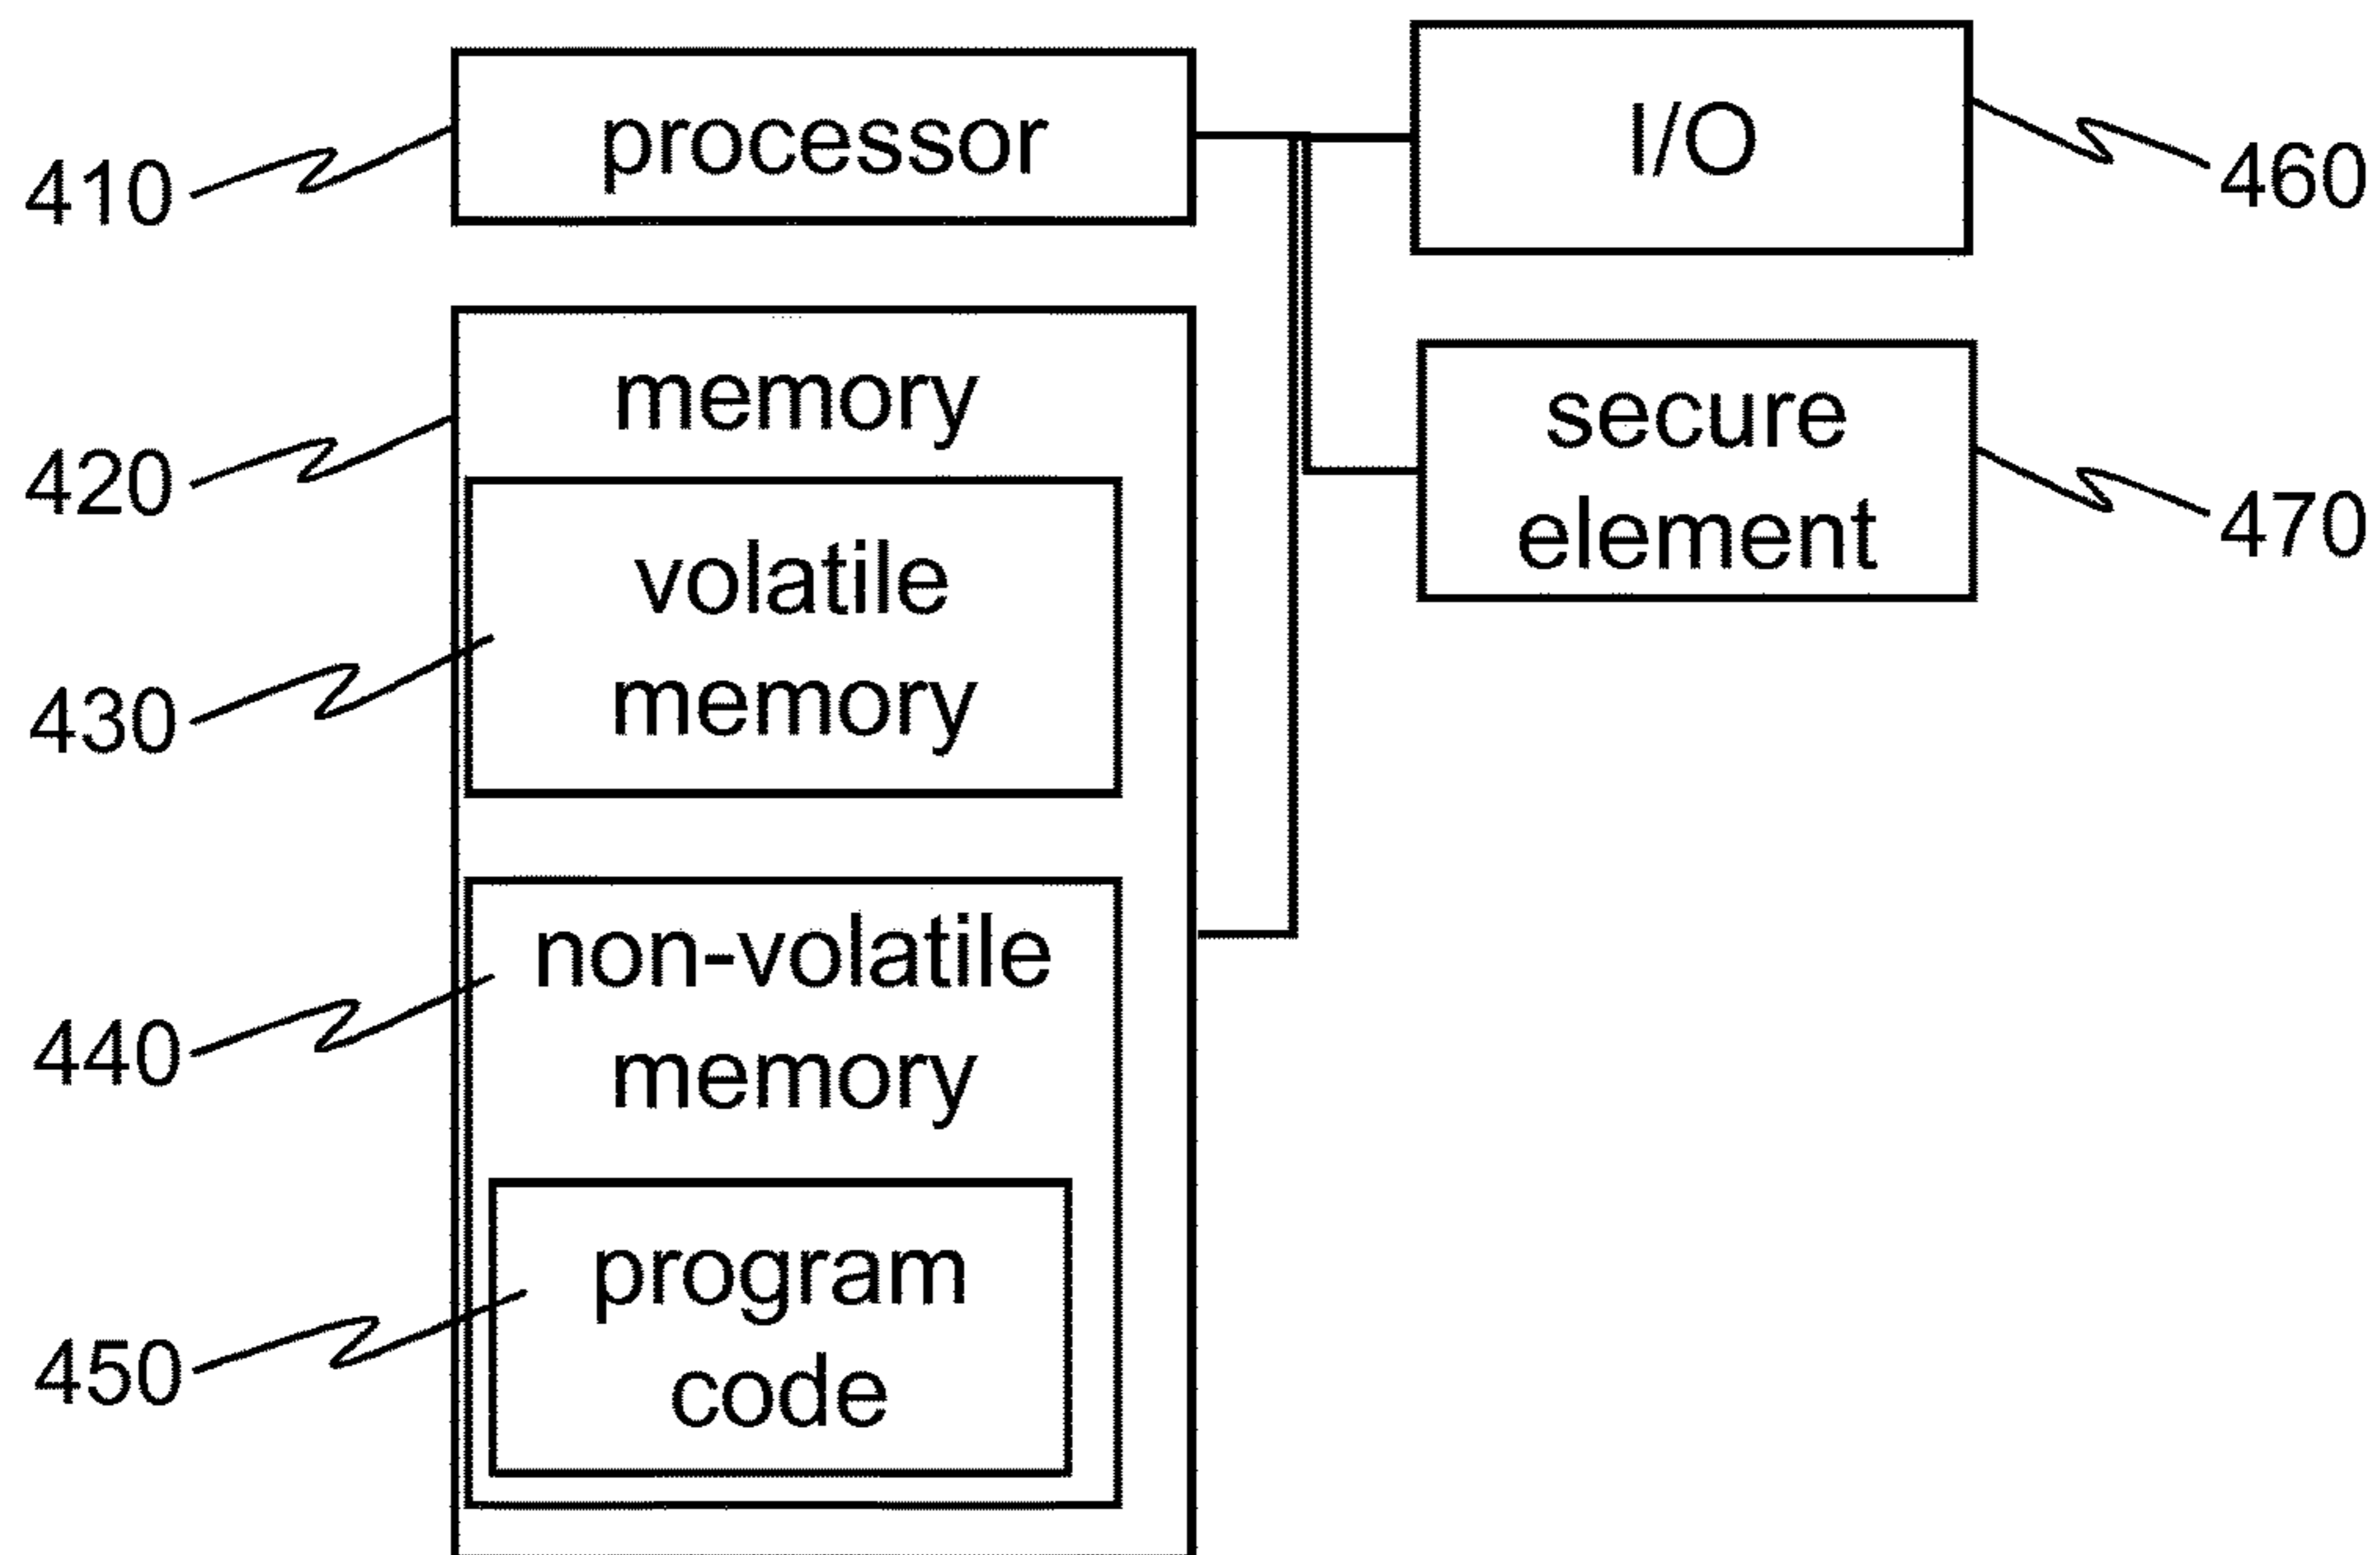 processor
410
I/O
460
memory
420
secure
element
470
volatile
memory
430
non-volatile
memory
440
program
code
450